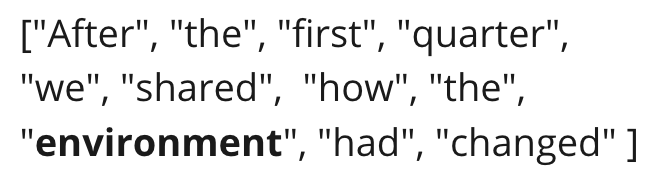 ["After", "the", "first", "quarter",
"we", "shared",  "how", "the",
"environment", "had", "changed" ]